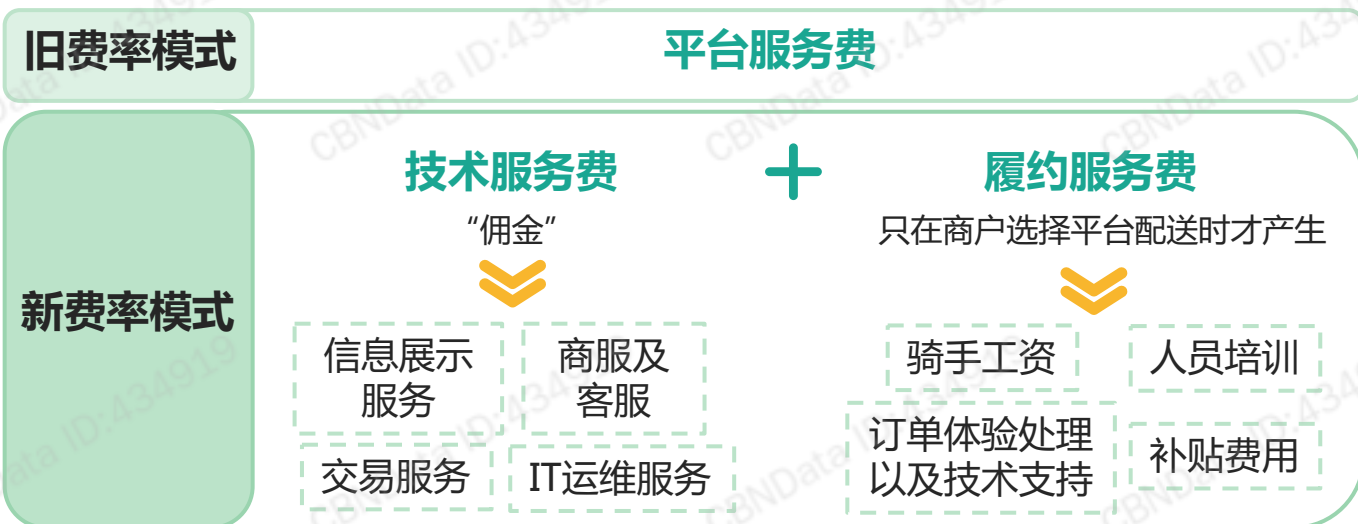 旧费率模式
平台服务费
新费率模式
技术服务费
+
履约服务费
“佣金”
只在商户选择平台配送时才产生
信息展示
服务
商服及
客服
交易服务
IT运维服务
骑手工资
人员培训
订单体验处理
以及技术支持
补贴费用
CBNData ID:434919